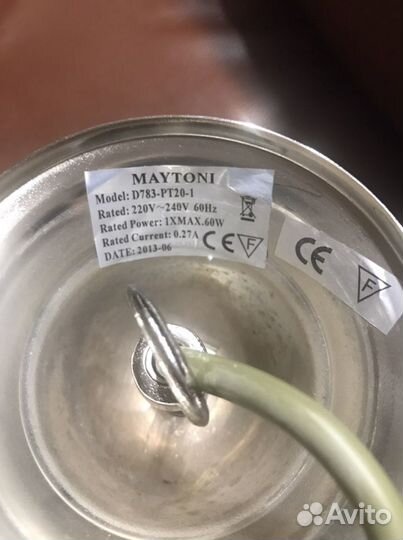 MAYTONI
Model: D783-PT20-1
Rated: 220V~240V 60Hz
Rated Power: 1XMAX.60W
Rated Current: 0.27A
DATE: 2013-06
CE F
CE F
Avito